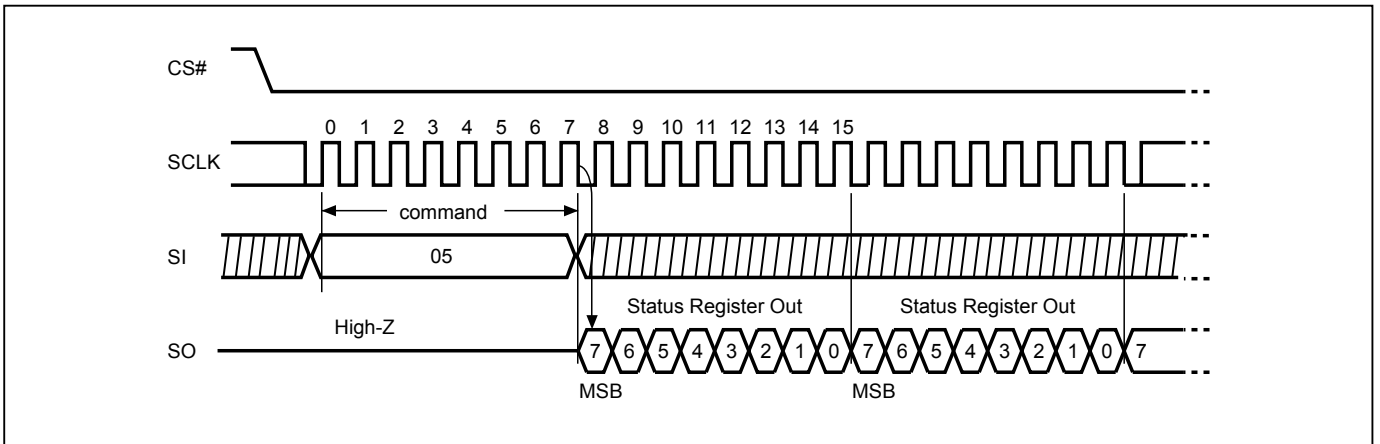 CS#
0 1 2 3 4 5 6 7 8 9 10 11 12 13 14 15
SCLK
command
SI
05
Status Register Out Status Register Out
High-Z
SO
7 6 5 4 3 2 1 0 7 6 5 4 3 2 1 0 7
MSB MSB